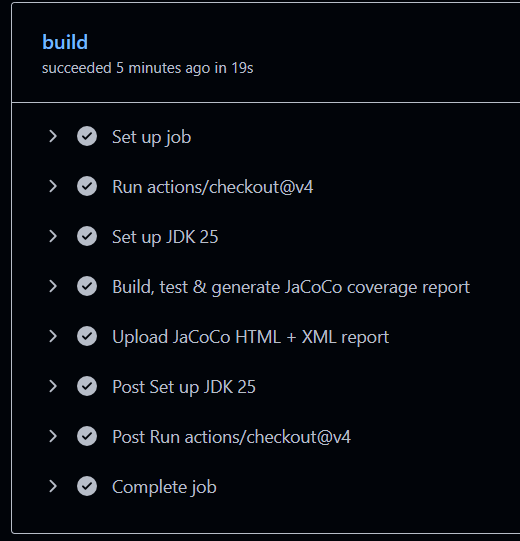 build
succeeded 5 minutes ago in 19s
Set up job
Run actions/checkout@v4
Set up JDK 25
Build, test & generate JaCoCo coverage report
Upload JaCoCo HTML + XML report
Post Set up JDK 25
Post Run actions/checkout@v4
Complete job